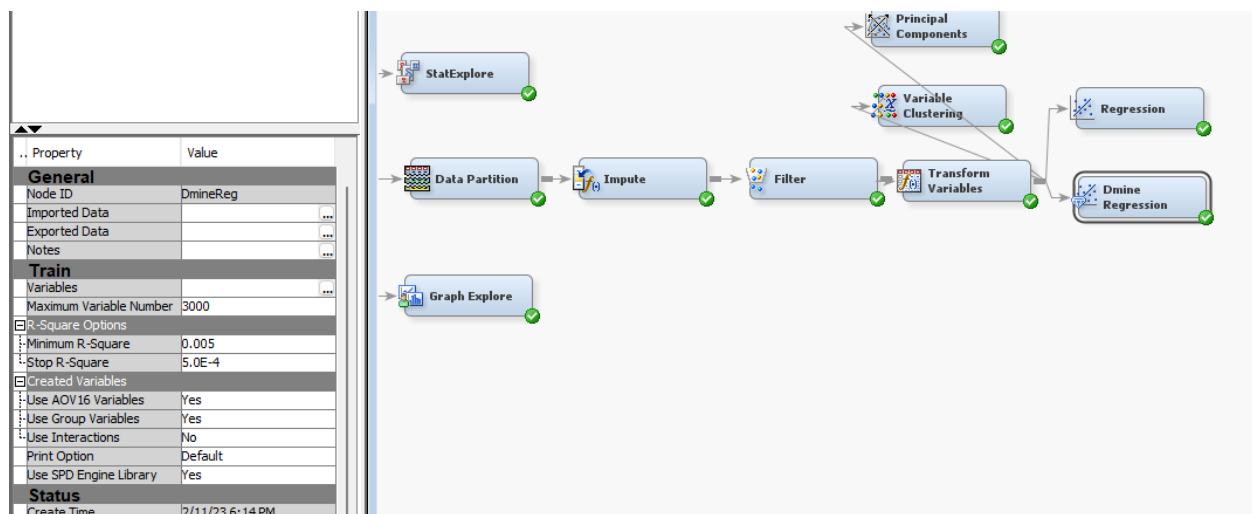 .. Property Value
General
Node ID DmineReg
Imported Data ...
Exported Data ...
Notes ...
Train
Variables ...
Maximum Variable Number 3000
R-Square Options
Minimum R-Square 0.005
Stop R-Square 5.0E-4
Created Variables
Use AOV16 Variables Yes
Use Group Variables Yes
Use Interactions No
Print Option Default
Use SPD Engine Library Yes
Status
Create Time 2/11/23 6:14 PM
Principal
Components
StatExplore
Variable
Clustering
Regression
Data Partition
Impute
Filter
Transform
Variables
Dmine
Regression
Graph Explore